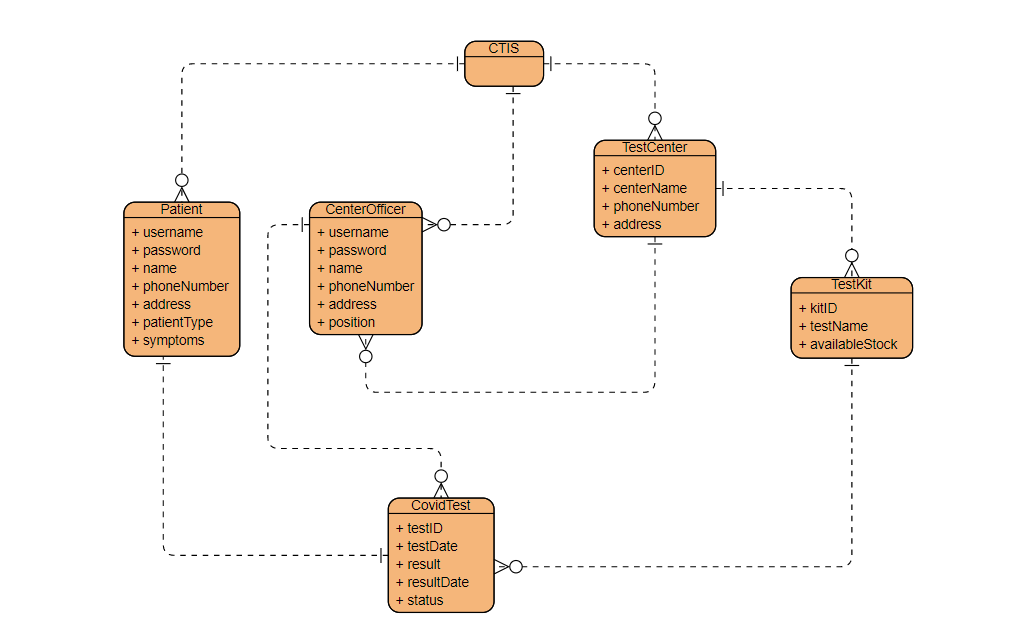 CTIS
TestCenter
+ centerID
+ centerName
+ phoneNumber
+ address
Patient
+ username
+ password
+ name
+ phoneNumber
+ address
+ patientType
+ symptoms
CenterOfficer
+ username
+ password
+ name
+ phoneNumber
+ address
+ position
TestKit
+ kitID
+ testName
+ availableStock
CovidTest
+ testID
+ testDate
+ result
+ resultDate
+ status